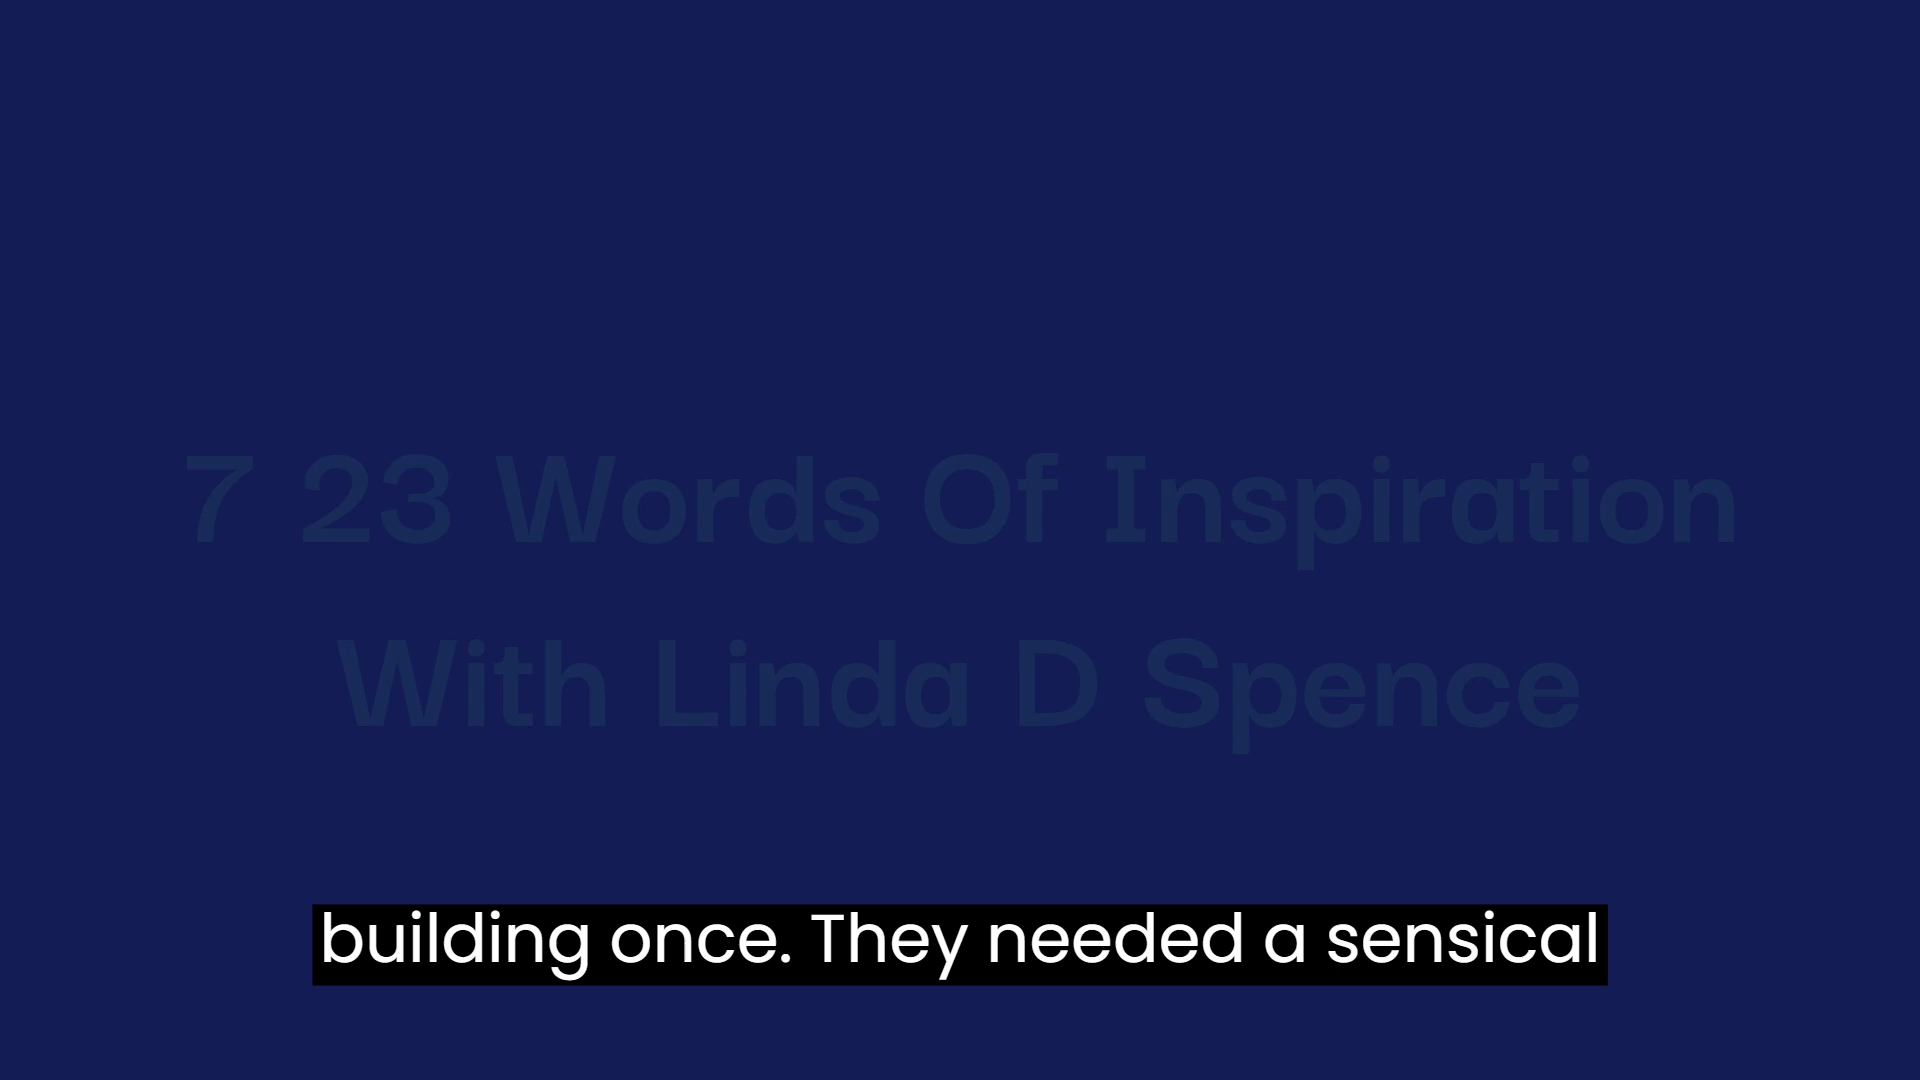 7 23 Words Of Inspiration
With Linda D Spence
building once. They needed a sensical